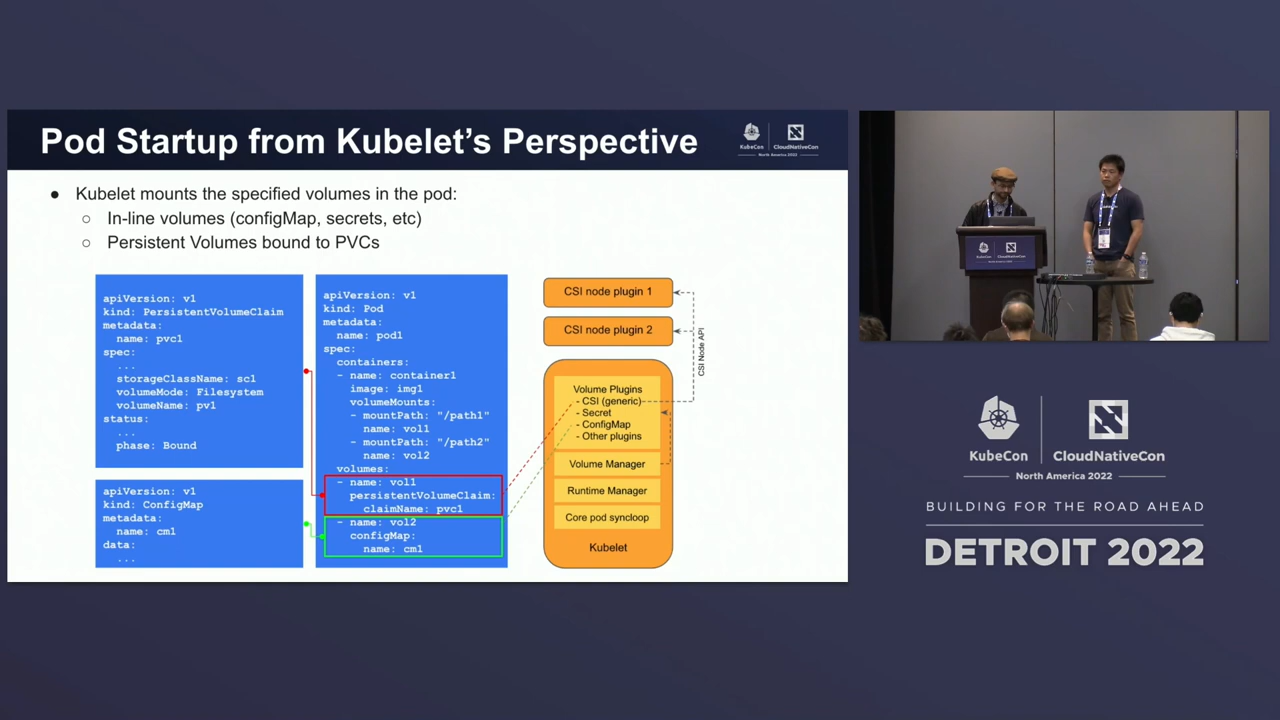 Pod Startup from Kubelet's Perspective
KubeCon
CloudNativeCon
North America 2022
● Kubelet mounts the specified volumes in the pod:
○ In-line volumes (configMap, secrets, etc)
○ Persistent Volumes bound to PVCs
apiVersion: v1
kind: PersistentVolumeClaim
metadata:
name: pvc1
spec:
...
storageClassName: sc1
volumeMode: Filesystem
volumeName: pv1
status:
...
phase: Bound
apiVersion: v1
kind: ConfigMap
metadata:
name: cm1
data:
...
apiVersion: v1
kind: Pod
metadata:
name: pod1
spec:
containers:
- name: container1
image: img1
volumeMounts:
- mountPath: "/path1"
name: vol1
- mountPath: "/path2"
name: vol2
volumes:
- name: vol1
persistentVolumeClaim:
claimName: pvc1
- name: vol2
configMap:
name: cm1
CSI node plugin 1
CSI node plugin 2
CSI Node API
Volume Plugins
- CSI (generic)
- Secret
- ConfigMap
- Other plugins
Volume Manager
Runtime Manager
Core pod syncloop
Kubelet
KubeCon
CloudNativeCon
North America 2022
BUILDING FOR THE ROAD AHEAD
DETROIT 2022